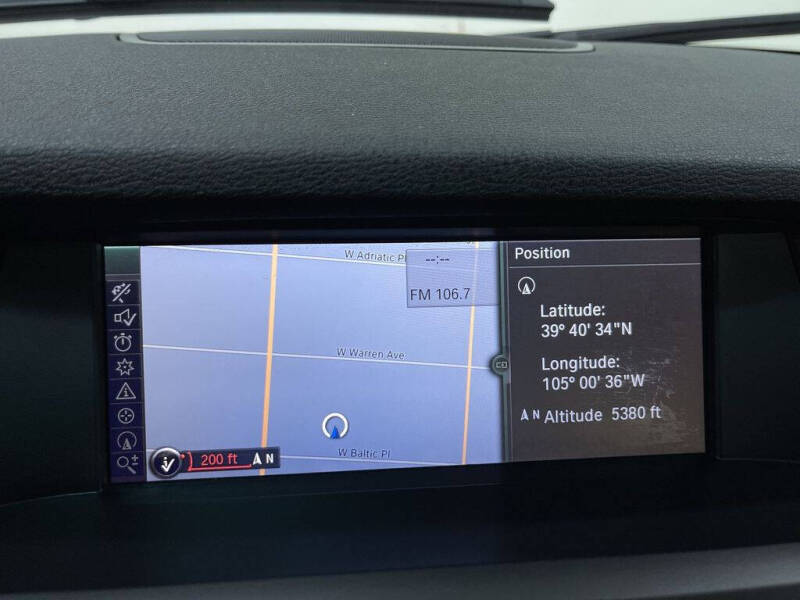 W Adriatic Pl
--:--
FM 106.7
W Warren Ave
W Baltic Pl
200 ft
N
Position
Latitude:
39° 40' 34"N
Longitude:
105° 00' 36"W
N Altitude 5380 ft